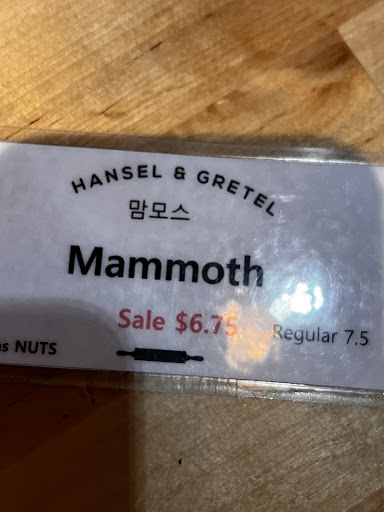 HANSEL & GRETEL
맘모스
Mammoth
Sale $6.75 Regular 7.5
NUTS